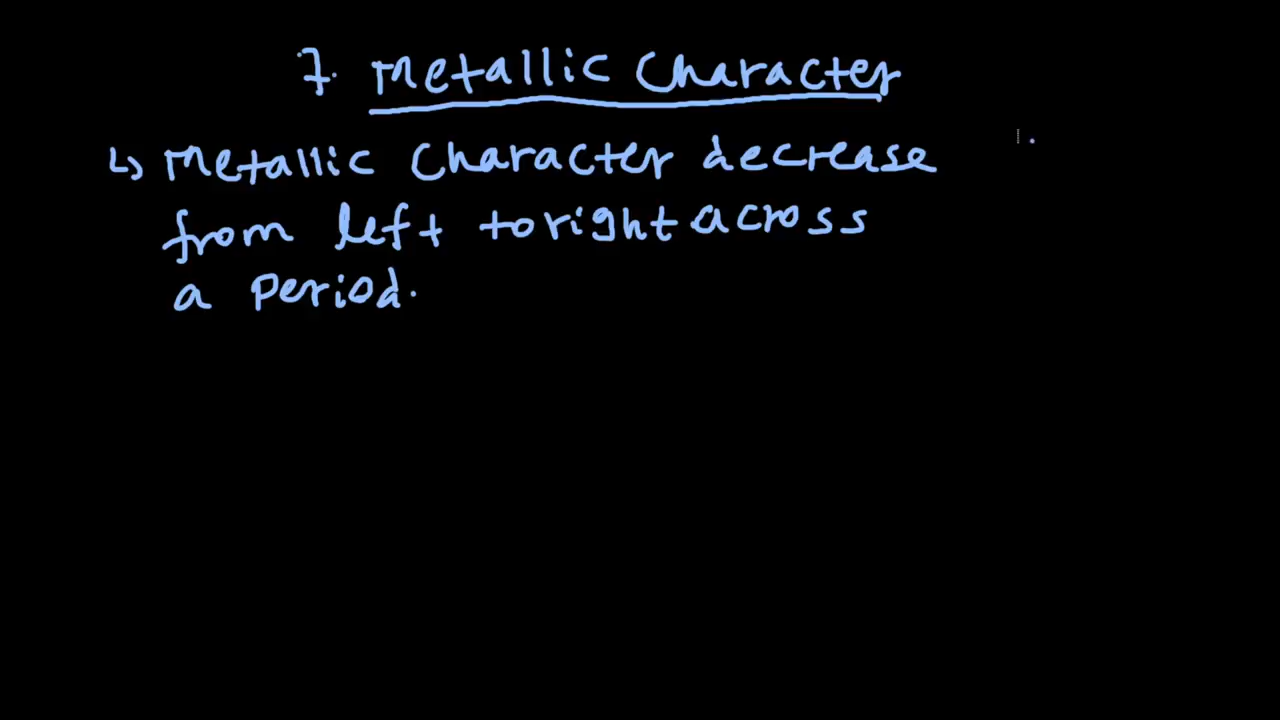 7. Metallic Character
↳ Metallic Character decrease
from left to right across
a period.